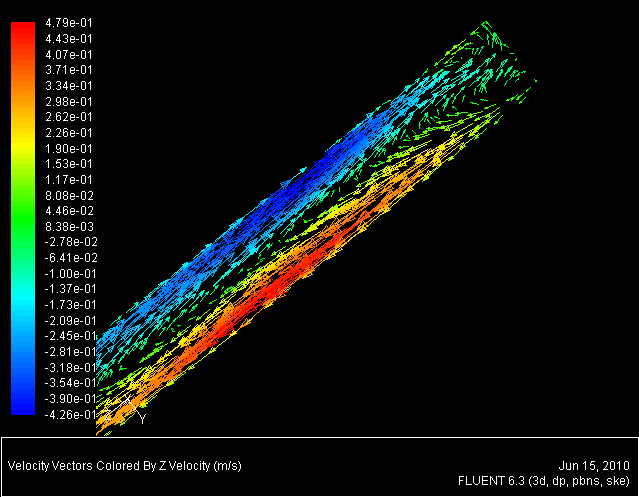 4.79e-01
4.43e-01
4.07e-01
3.71e-01
3.34e-01
2.98e-01
2.62e-01
2.26e-01
1.90e-01
1.53e-01
1.17e-01
8.08e-02
4.46e-02
8.38e-03
-2.78e-02
-6.41e-02
-1.00e-01
-1.37e-01
-1.73e-01
-2.09e-01
-2.45e-01
-2.81e-01
-3.18e-01
-3.54e-01
-3.90e-01
-4.26e-01
Y
Velocity Vectors Colored By Z Velocity (m/s)
Jun 15, 2010
FLUENT 6.3 (3d, dp, pbns, ske)